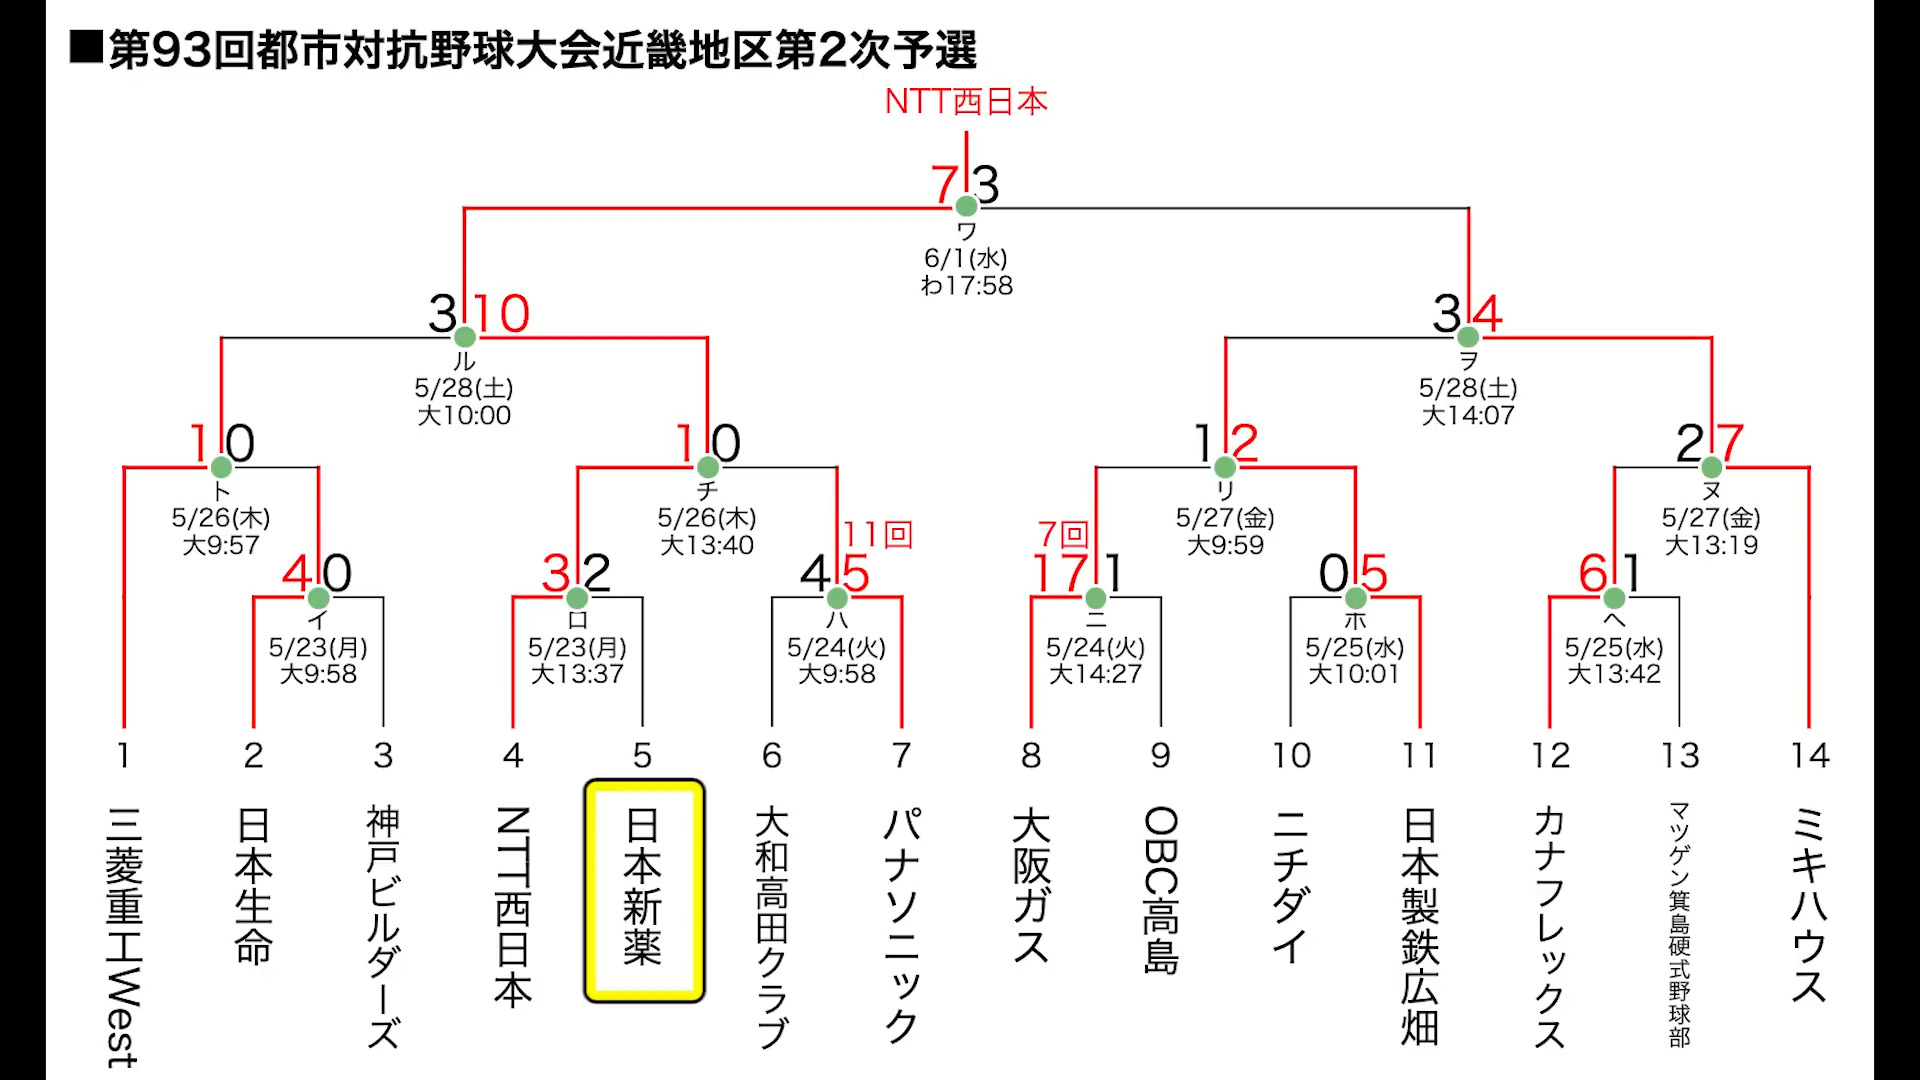 ■第93回都市対抗野球大会近畿地区第2次予選
NTT西日本
7 3
ワ
6/1(水)
わ17:58
3 10
ル
5/28(土)
大10:00
3 4
ヲ
5/28(土)
大14:07
1 0
ト
5/26(木)
大9:57
1 0
チ
5/26(木)
大13:40
1 2
リ
5/27(金)
大9:59
2 7
ヌ
5/27(金)
大13:19
4 0
イ
5/23(月)
大9:58
3 2
ロ
5/23(月)
大13:37
11回
4 5
ハ
5/24(火)
大9:58
7回
17 1
ニ
5/24(火)
大14:27
0 5
ホ
5/25(水)
大10:01
6 1
ヘ
5/25(水)
大13:42
1
三菱重工West
2
日本生命
3
神戸ビルダーズ
4
NTT西日本
5
日本新薬
6
大和高田クラブ
7
パナソニック
8
大阪ガス
9
OBC高島
10
ニチダイ
11
日本製鉄広畑
12
カナフレックス
13
マツゲン箕島硬式野球部
14
ミキハウス